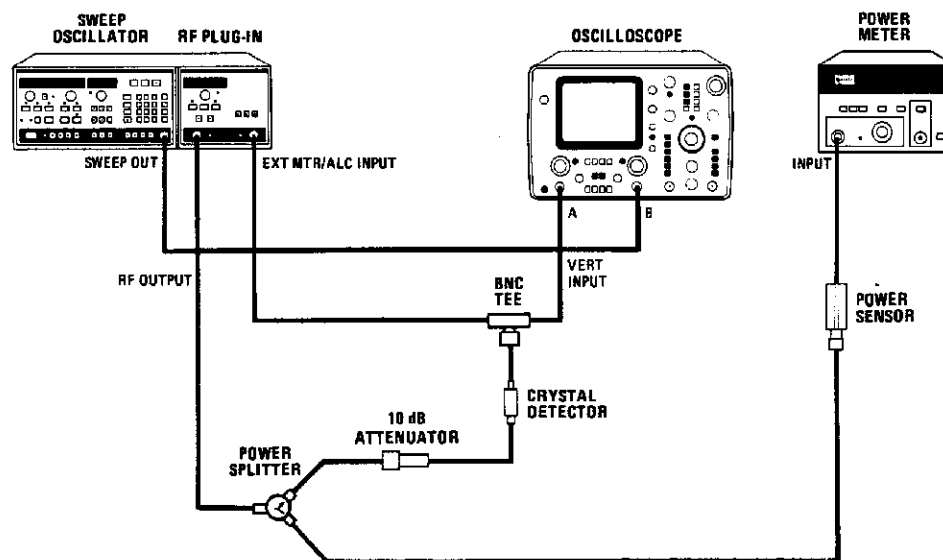 SWEEP
OSCILLATOR
RF PLUG-IN
OSCILLOSCOPE
POWER
METER
SWEEP OUT
EXT MTR/ALC INPUT
INPUT
A
B
RF OUTPUT
VERT
INPUT
BNC
TEE
POWER
SENSOR
CRYSTAL
DETECTOR
10 dB
ATTENUATOR
POWER
SPLITTER